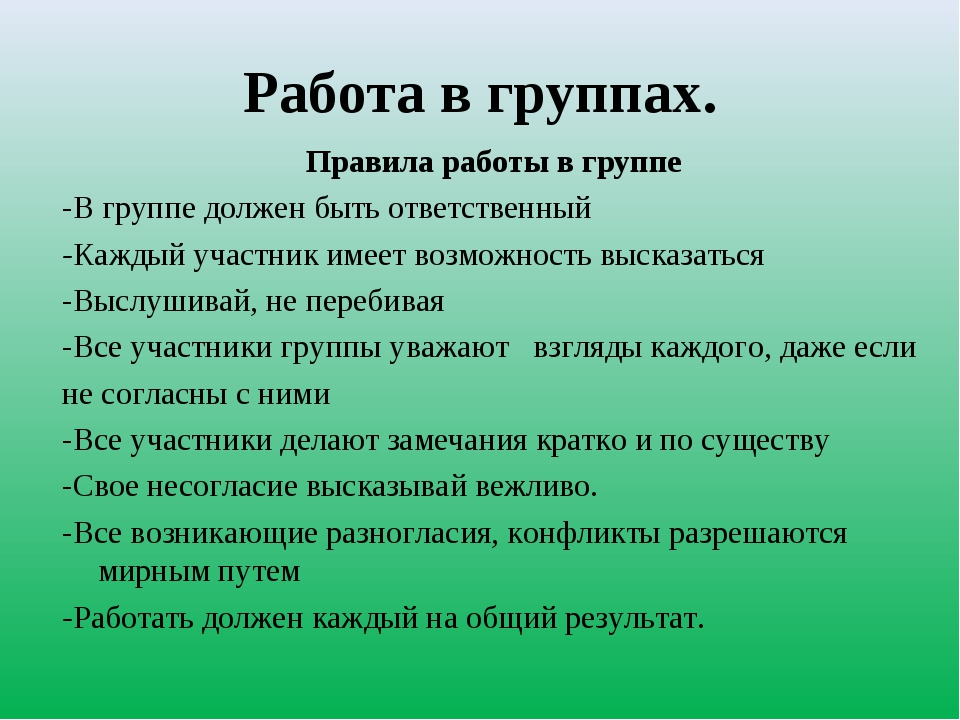 Работа в группах.
Правила работы в группе
-В группе должен быть ответственный
-Каждый участник имеет возможность высказаться
-Выслушивай, не перебивая
-Все участники группы уважают взгляды каждого, даже если
не согласны с ними
-Все участники делают замечания кратко и по существу
-Свое несогласие высказывай вежливо.
-Все возникающие разногласия, конфликты разрешаются
мирным путем
-Работать должен каждый на общий результат.